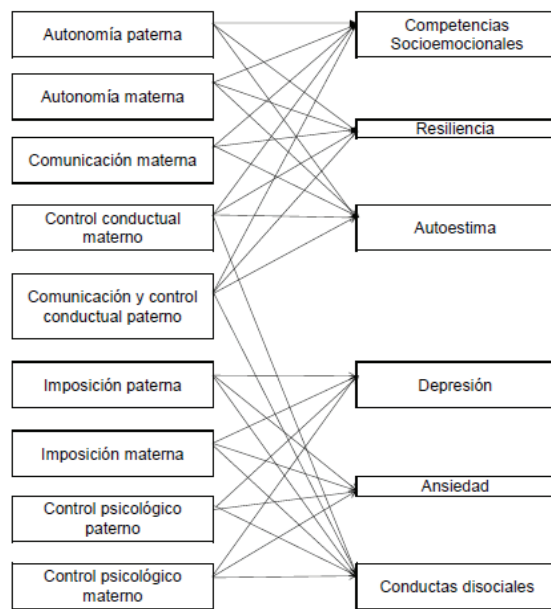 Autonomía paterna
Autonomía materna
Comunicación materna
Control conductual
materno
Comunicación y control
conductual paterno
Imposición paterna
Imposición materna
Control psicológico
paterno
Control psicológico
materno
Competencias
Socioemocionales
Resiliencia
Autoestima
Depresión
Ansiedad
Conductas disociales